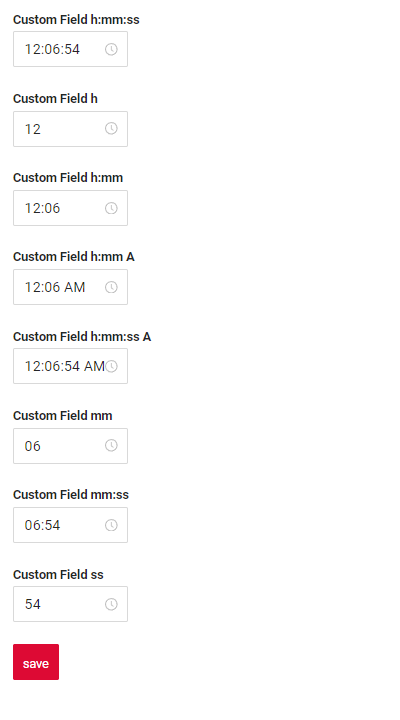 Custom Field h:mm:ss
12:06:54
Custom Field h
12
Custom Field h:mm
12:06
Custom Field h:mm A
12:06 AM
Custom Field h:mm:ss A
12:06:54 AM
Custom Field mm
06
Custom Field mm:ss
06:54
Custom Field ss
54
save